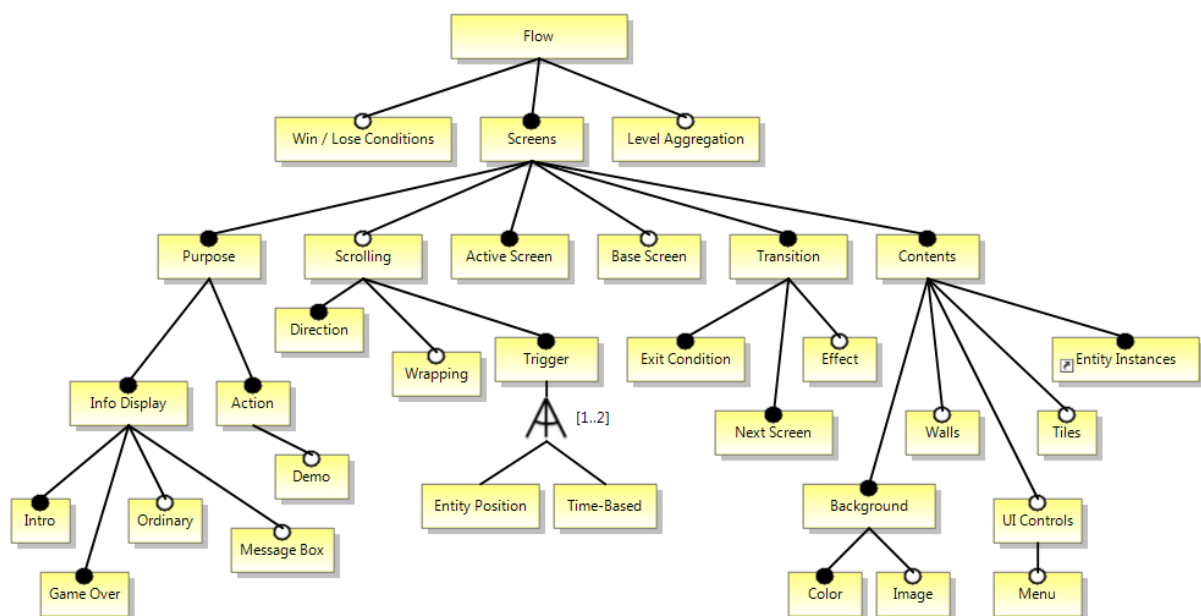 Flow
Win / Lose Conditions
Screens
Level Aggregation
Purpose
Scrolling
Active Screen
Base Screen
Transition
Contents
Direction
Wrapping
Trigger
Exit Condition
Effect
Entity Instances
Info Display
Action
[1..2]
Next Screen
Walls
Tiles
Demo
Entity Position
Time-Based
Background
Intro
Ordinary
UI Controls
Message Box
Game Over
Color
Image
Menu